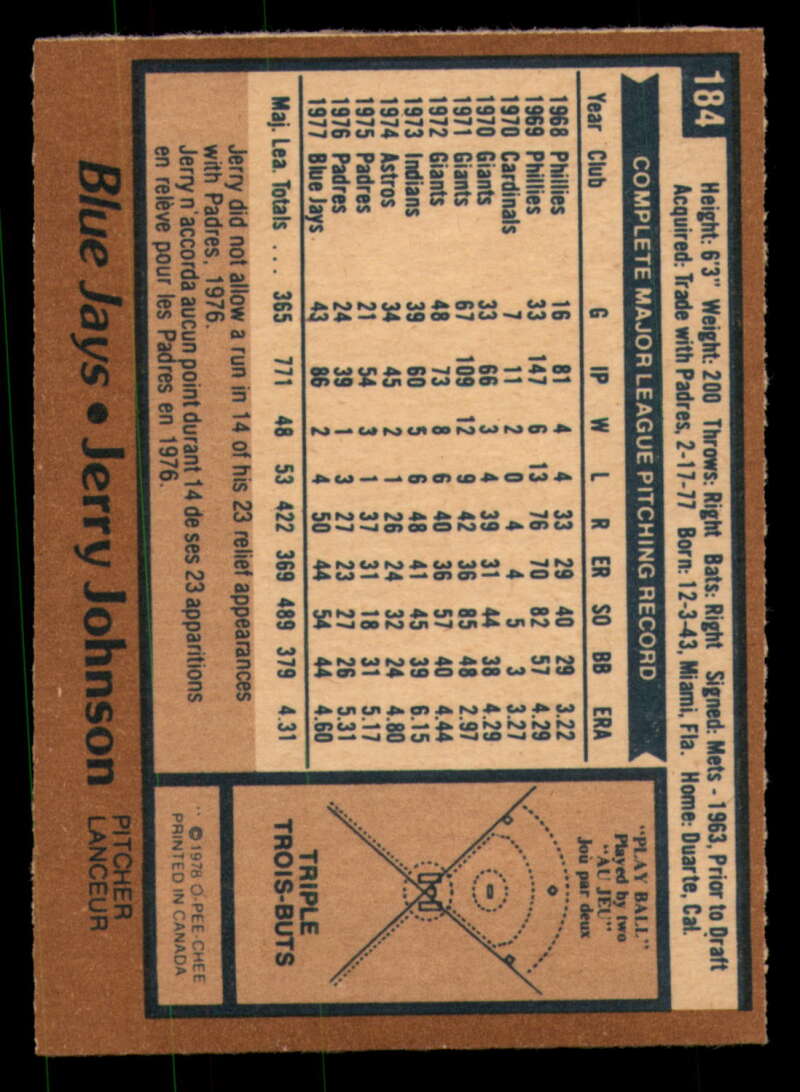 184
Height: 6'3" Weight: 200 Throws: Right Bats: Right Signed: Mets - 1963, Prior to Draft
Acquired: Trade with Padres, 2-17-77 Born: 12-3-43, Miami, Fla. Home: Duarte, Cal.
COMPLETE MAJOR LEAGUE PITCHING RECORD
Year Club G IP W L R ER SO BB ERA
1968 Phillies 16 81 4 4 33 29 40 29 3.22
1969 Phillies 33 147 6 13 76 70 82 57 4.29
1970 Cardinals 7 11 2 0 4 4 5 3 3.27
1970 Giants 33 66 3 4 39 31 44 38 4.29
1971 Giants 67 109 12 9 42 36 85 48 2.97
1972 Giants 48 73 8 6 40 36 57 40 4.44
1973 Indians 39 60 5 6 48 41 45 39 6.15
1974 Astros 34 45 2 1 26 24 32 24 4.80
1975 Padres 21 54 3 1 37 31 18 31 5.17
1976 Padres 24 39 1 3 27 23 27 26 5.31
1977 Blue Jays 43 86 2 4 50 44 54 44 4.60
Maj. Lea. Totals ... 365 771 48 53 422 369 489 379 4.31
Jerry did not allow a run in 14 of his 23 relief appearances
with Padres, 1976.
Jerry n'accorda aucun point durant 14 de ses 23 apparitions
en relève pour les Padres en 1976.
"PLAY BALL"
Played by two
"AU JEU"
Joù par deux
TRIPLE
TROIS-BUTS
** © 1978 O-PEE-CHEE
PRINTED IN CANADA
Blue Jays • Jerry Johnson
PITCHER
LANCEUR